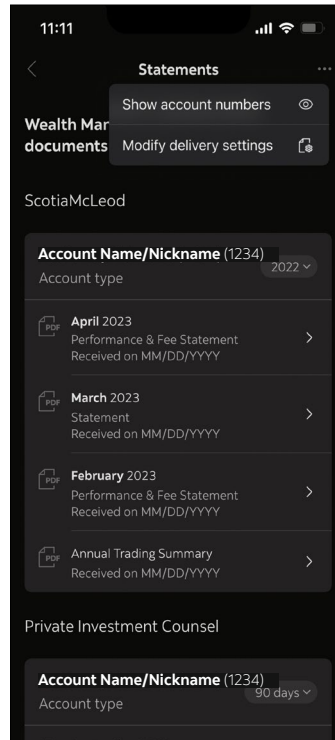 11:11
Statements
Show account numbers
Modify delivery settings
Wealth Mar
documents
ScotiaMcLeod
Account Name/Nickname (1234)
2022
Account type
PDF
April 2023
Performance & Fee Statement
Received on MM/DD/YYYY
PDF
March 2023
Statement
Received on MM/DD/YYYY
PDF
February 2023
Performance & Fee Statement
Received on MM/DD/YYYY
PDF
Annual Trading Summary
Received on MM/DD/YYYY
Private Investment Counsel
Account Name/Nickname (1234)
90 days
Account type